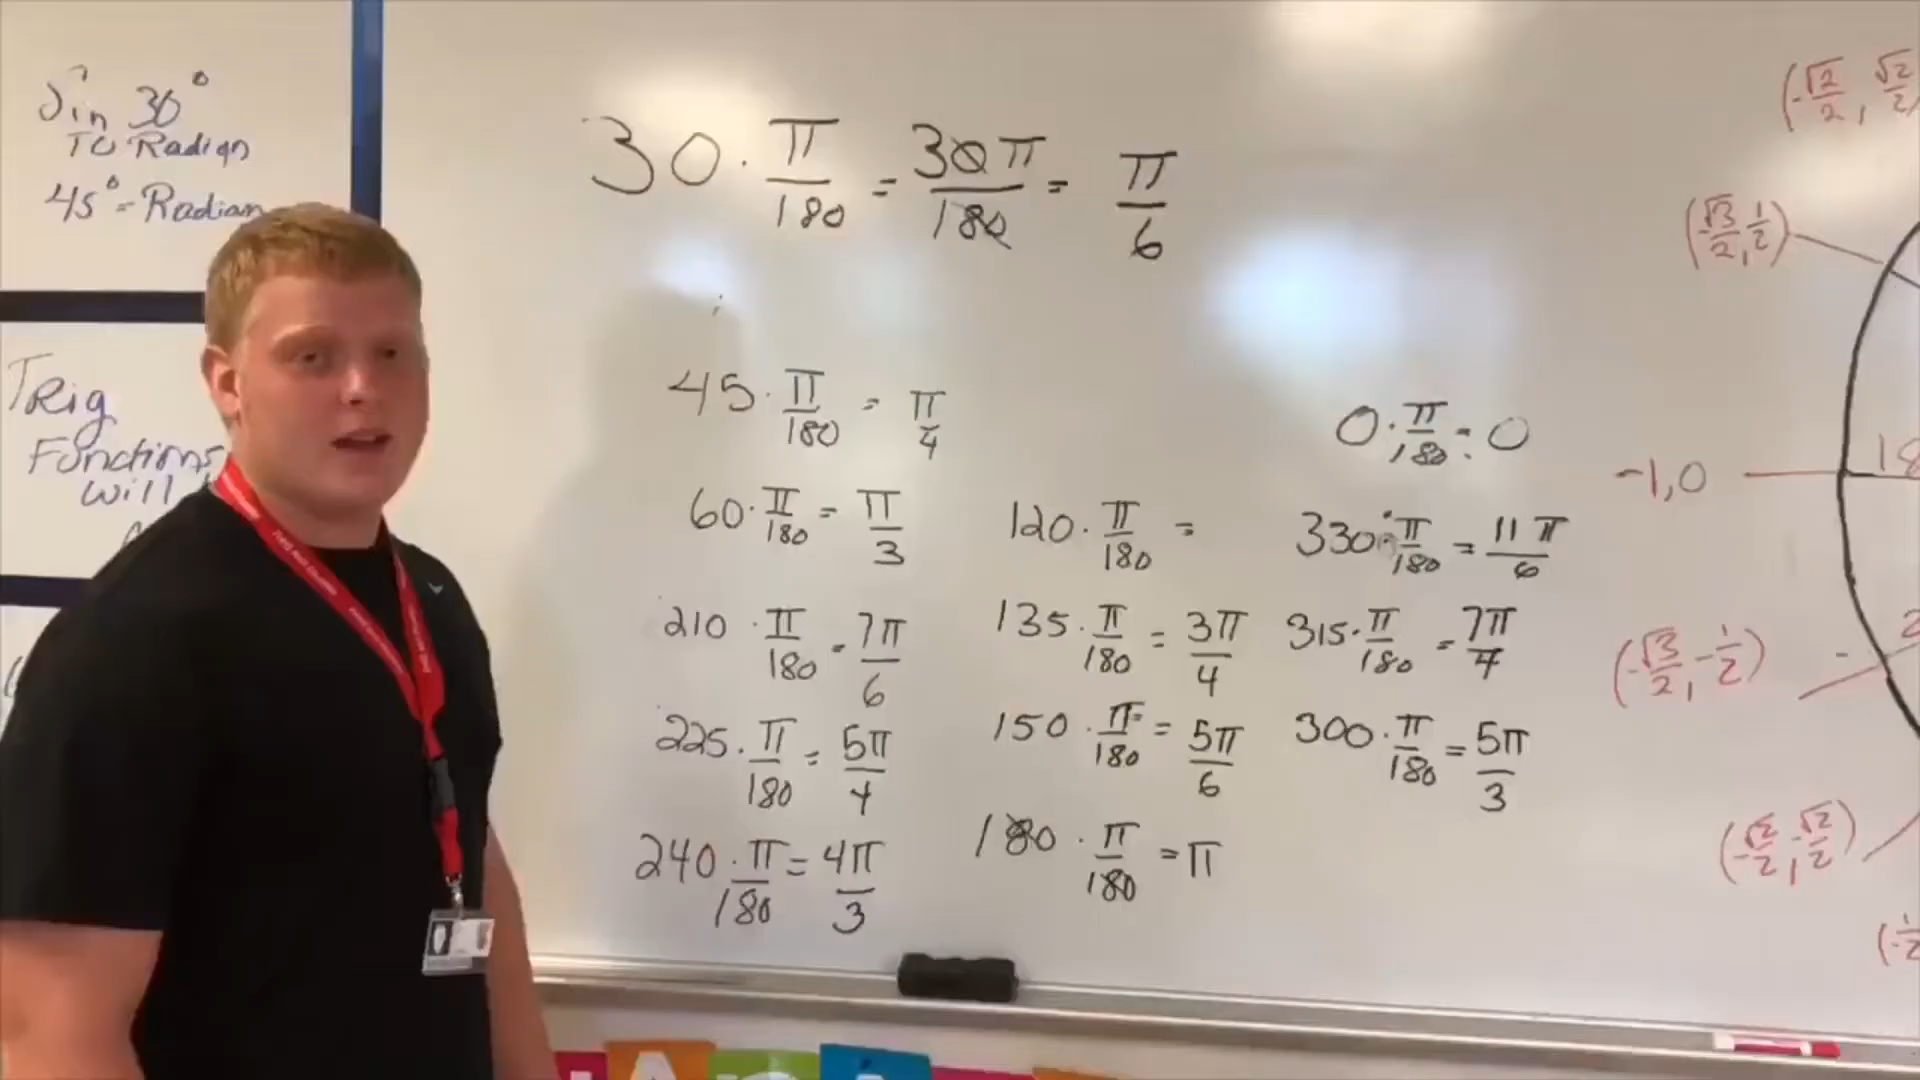 Sin 30°
TO Radian
45° = Radian
TRig
Functions
will
30 · π/180 = 30π/180 = π/6
45 · π/180 = π/4
60 · π/180 = π/3
210 · π/180 = 7π/6
225 · π/180 = 5π/4
240 · π/180 = 4π/3
120 · π/180 =
135 · π/180 = 3π/4
150 · π/180 = 5π/6
180 · π/180 = π
0 · π/180 = 0
330° · π/180 = 11π/6
315 · π/180 = 7π/4
300 · π/180 = 5π/3
(-√2/2, √2/2)
(-√3/2, 1/2)
-1,0
(-√3/2, -1/2)
(-√2/2, -√2/2)